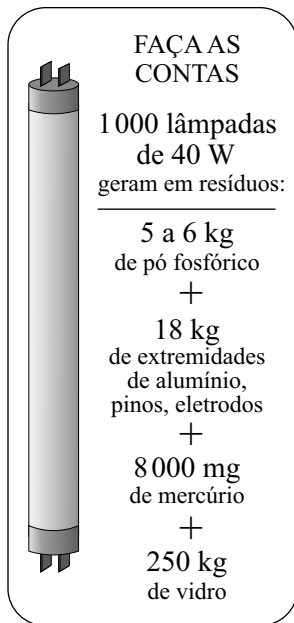 FAÇA AS
CONTAS
1 000 lâmpadas
de 40 W
geram em resíduos:
5 a 6 kg
de pó fosfórico
+
18 kg
de extremidades
de alumínio,
pinos, eletrodos
+
8 000 mg
de mercúrio
+
250 kg
de vidro